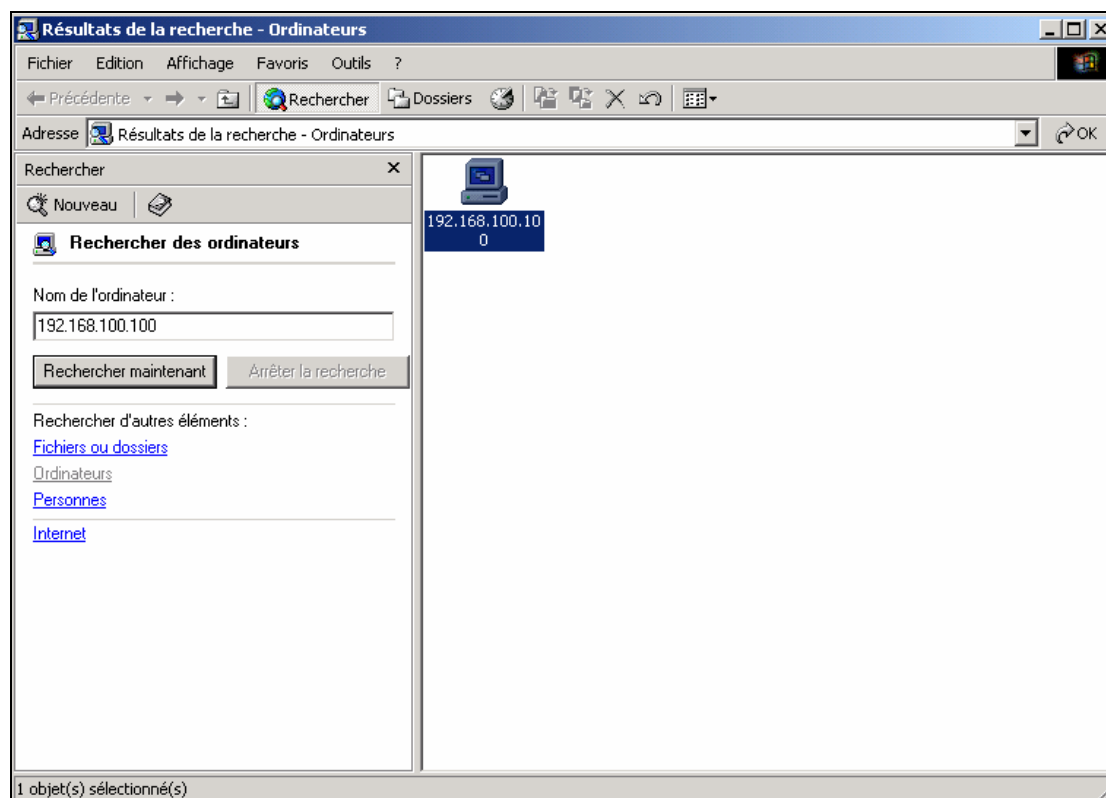 Résultats de la recherche - Ordinateurs
Fichier Edition Affichage Favoris Outils ?
Précédente Rechercher Dossiers
Adresse Résultats de la recherche - Ordinateurs OK
Rechercher
Nouveau
Rechercher des ordinateurs
Nom de l'ordinateur :
192.168.100.100
Rechercher maintenant Arrêter la recherche
Rechercher d'autres éléments :
Fichiers ou dossiers
Ordinateurs
Personnes
Internet
192.168.100.10
0
1 objet(s) sélectionné(s)